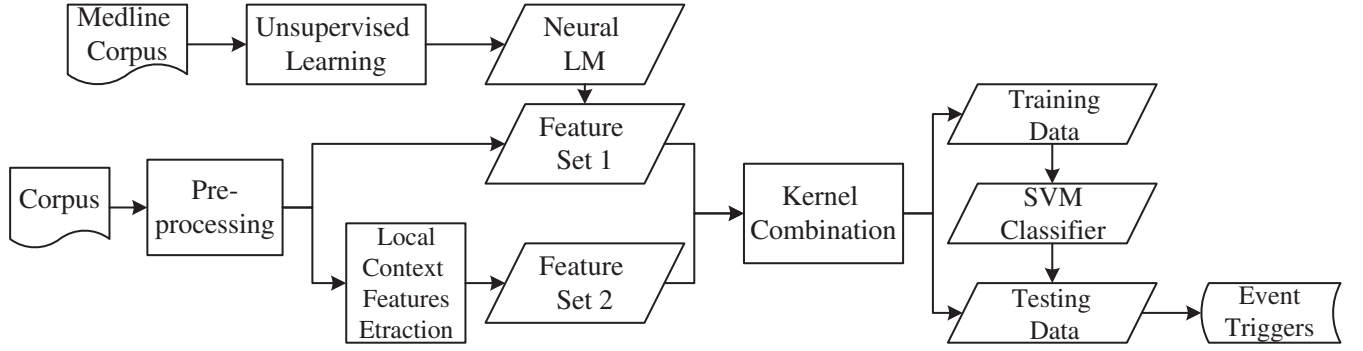 Medline
Corpus
Unsupervised
Learning
Neural
LM
Feature
Set 1
Corpus
Pre-
processing
Local
Context
Features
Etraction
Feature
Set 2
Kernel
Combination
Training
Data
SVM
Classifier
Testing
Data
Event
Triggers